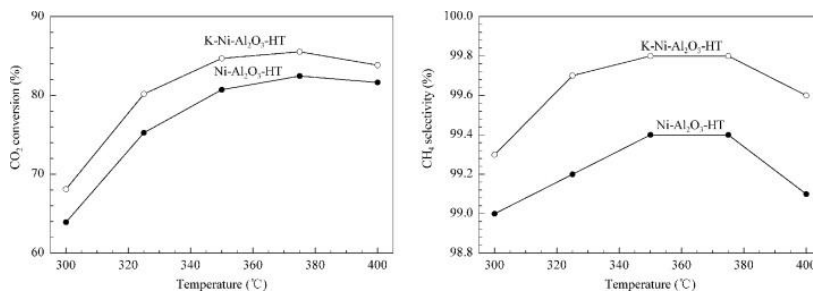 90
80
70
60
CO₂ conversion (%)
K-Ni-Al₂O₃-HT
Ni-Al₂O₃-HT
300 320 340 360 380 400
Temperature (℃)
100.0
99.8
99.6
99.4
99.2
99.0
98.8
CH₄ selectivity (%)
K-Ni-Al₂O₃-HT
Ni-Al₂O₃-HT
300 320 340 360 380 400
Temperature (℃)